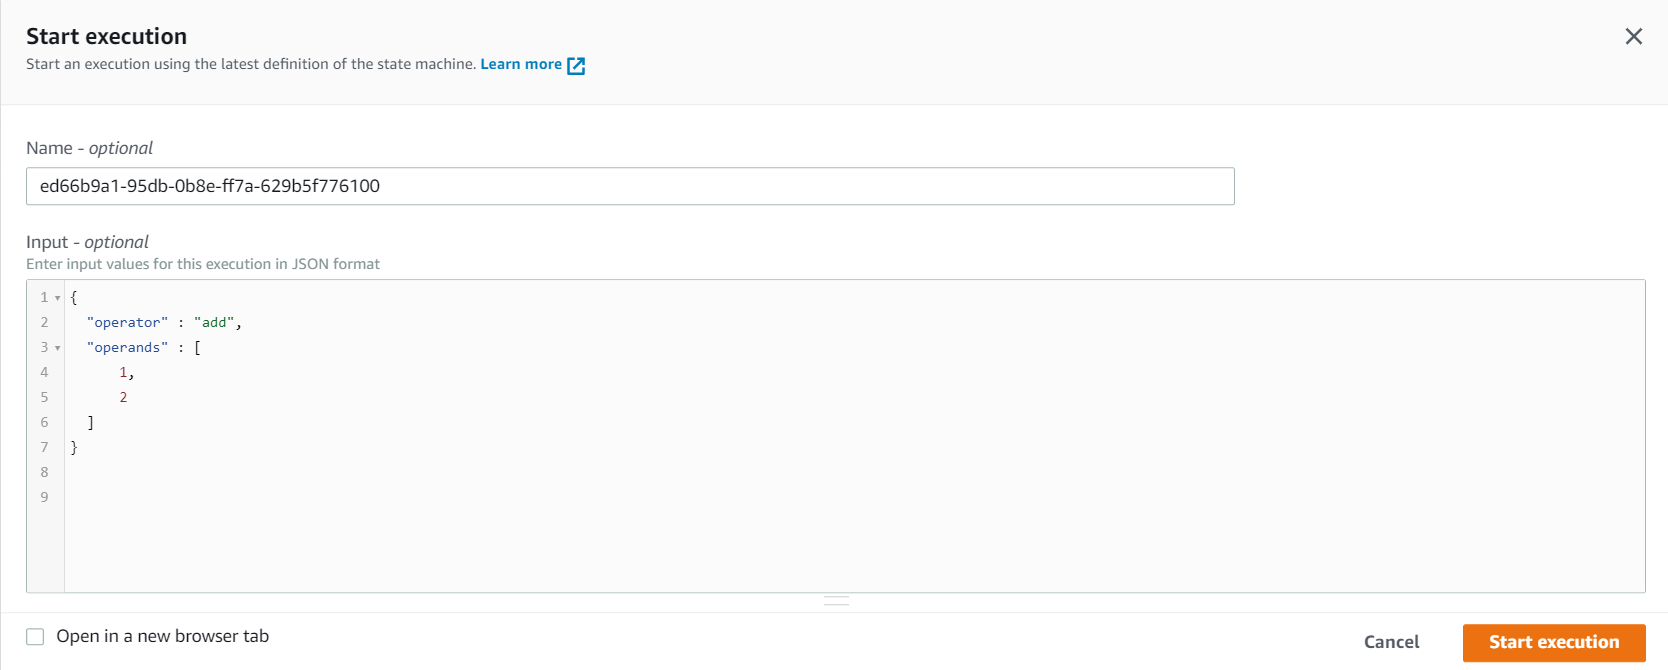 Start execution
Start an execution using the latest definition of the state machine. Learn more
Name - optional
ed66b9a1-95db-0b8e-ff7a-629b5f776100
Input - optional
Enter input values for this execution in JSON format
1 {
2 "operator" : "add",
3 "operands" : [
4 1,
5 2
6 ]
7 }
8
9
Open in a new browser tab
Cancel
Start execution